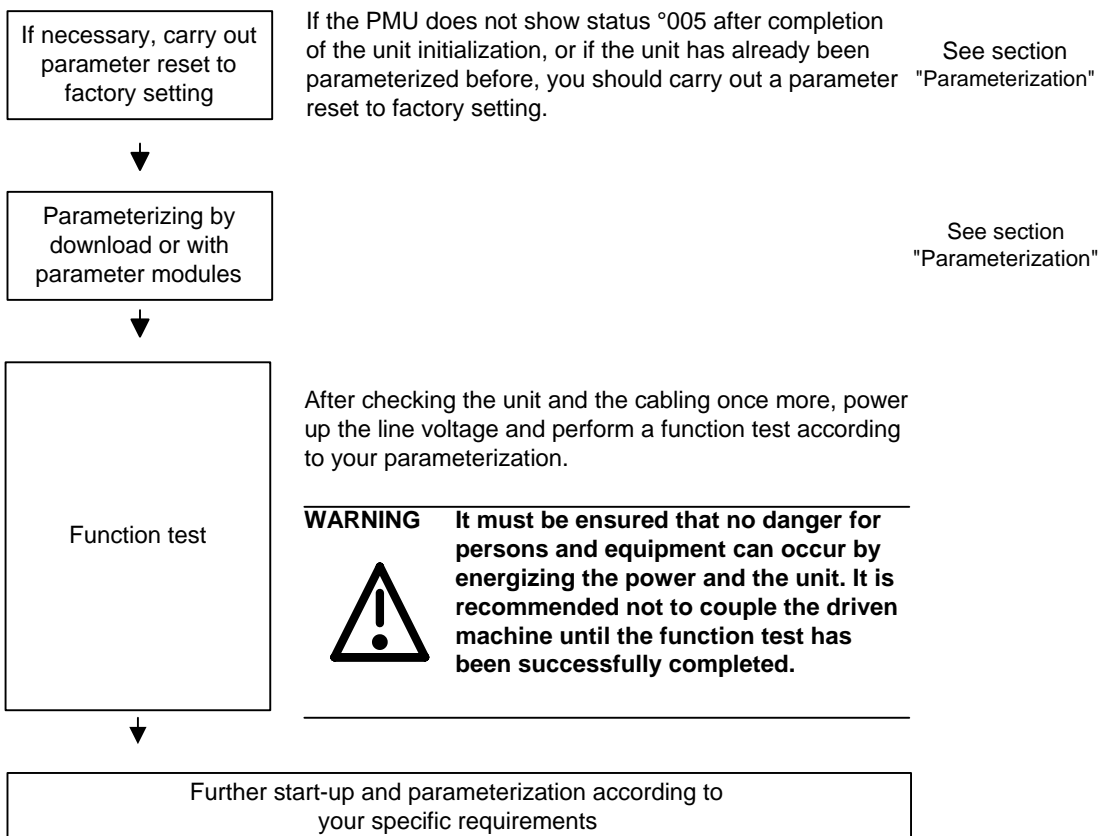 If necessary, carry out
parameter reset to
factory setting
If the PMU does not show status °005 after completion
of the unit initialization, or if the unit has already been
parameterized before, you should carry out a parameter
reset to factory setting.
See section
"Parameterization"
Parameterizing by
download or with
parameter modules
See section
"Parameterization"
Function test
After checking the unit and the cabling once more, power
up the line voltage and perform a function test according
to your parameterization.
WARNING
It must be ensured that no danger for
persons and equipment can occur by
energizing the power and the unit. It is
recommended not to couple the driven
machine until the function test has
been successfully completed.
Further start-up and parameterization according to
your specific requirements